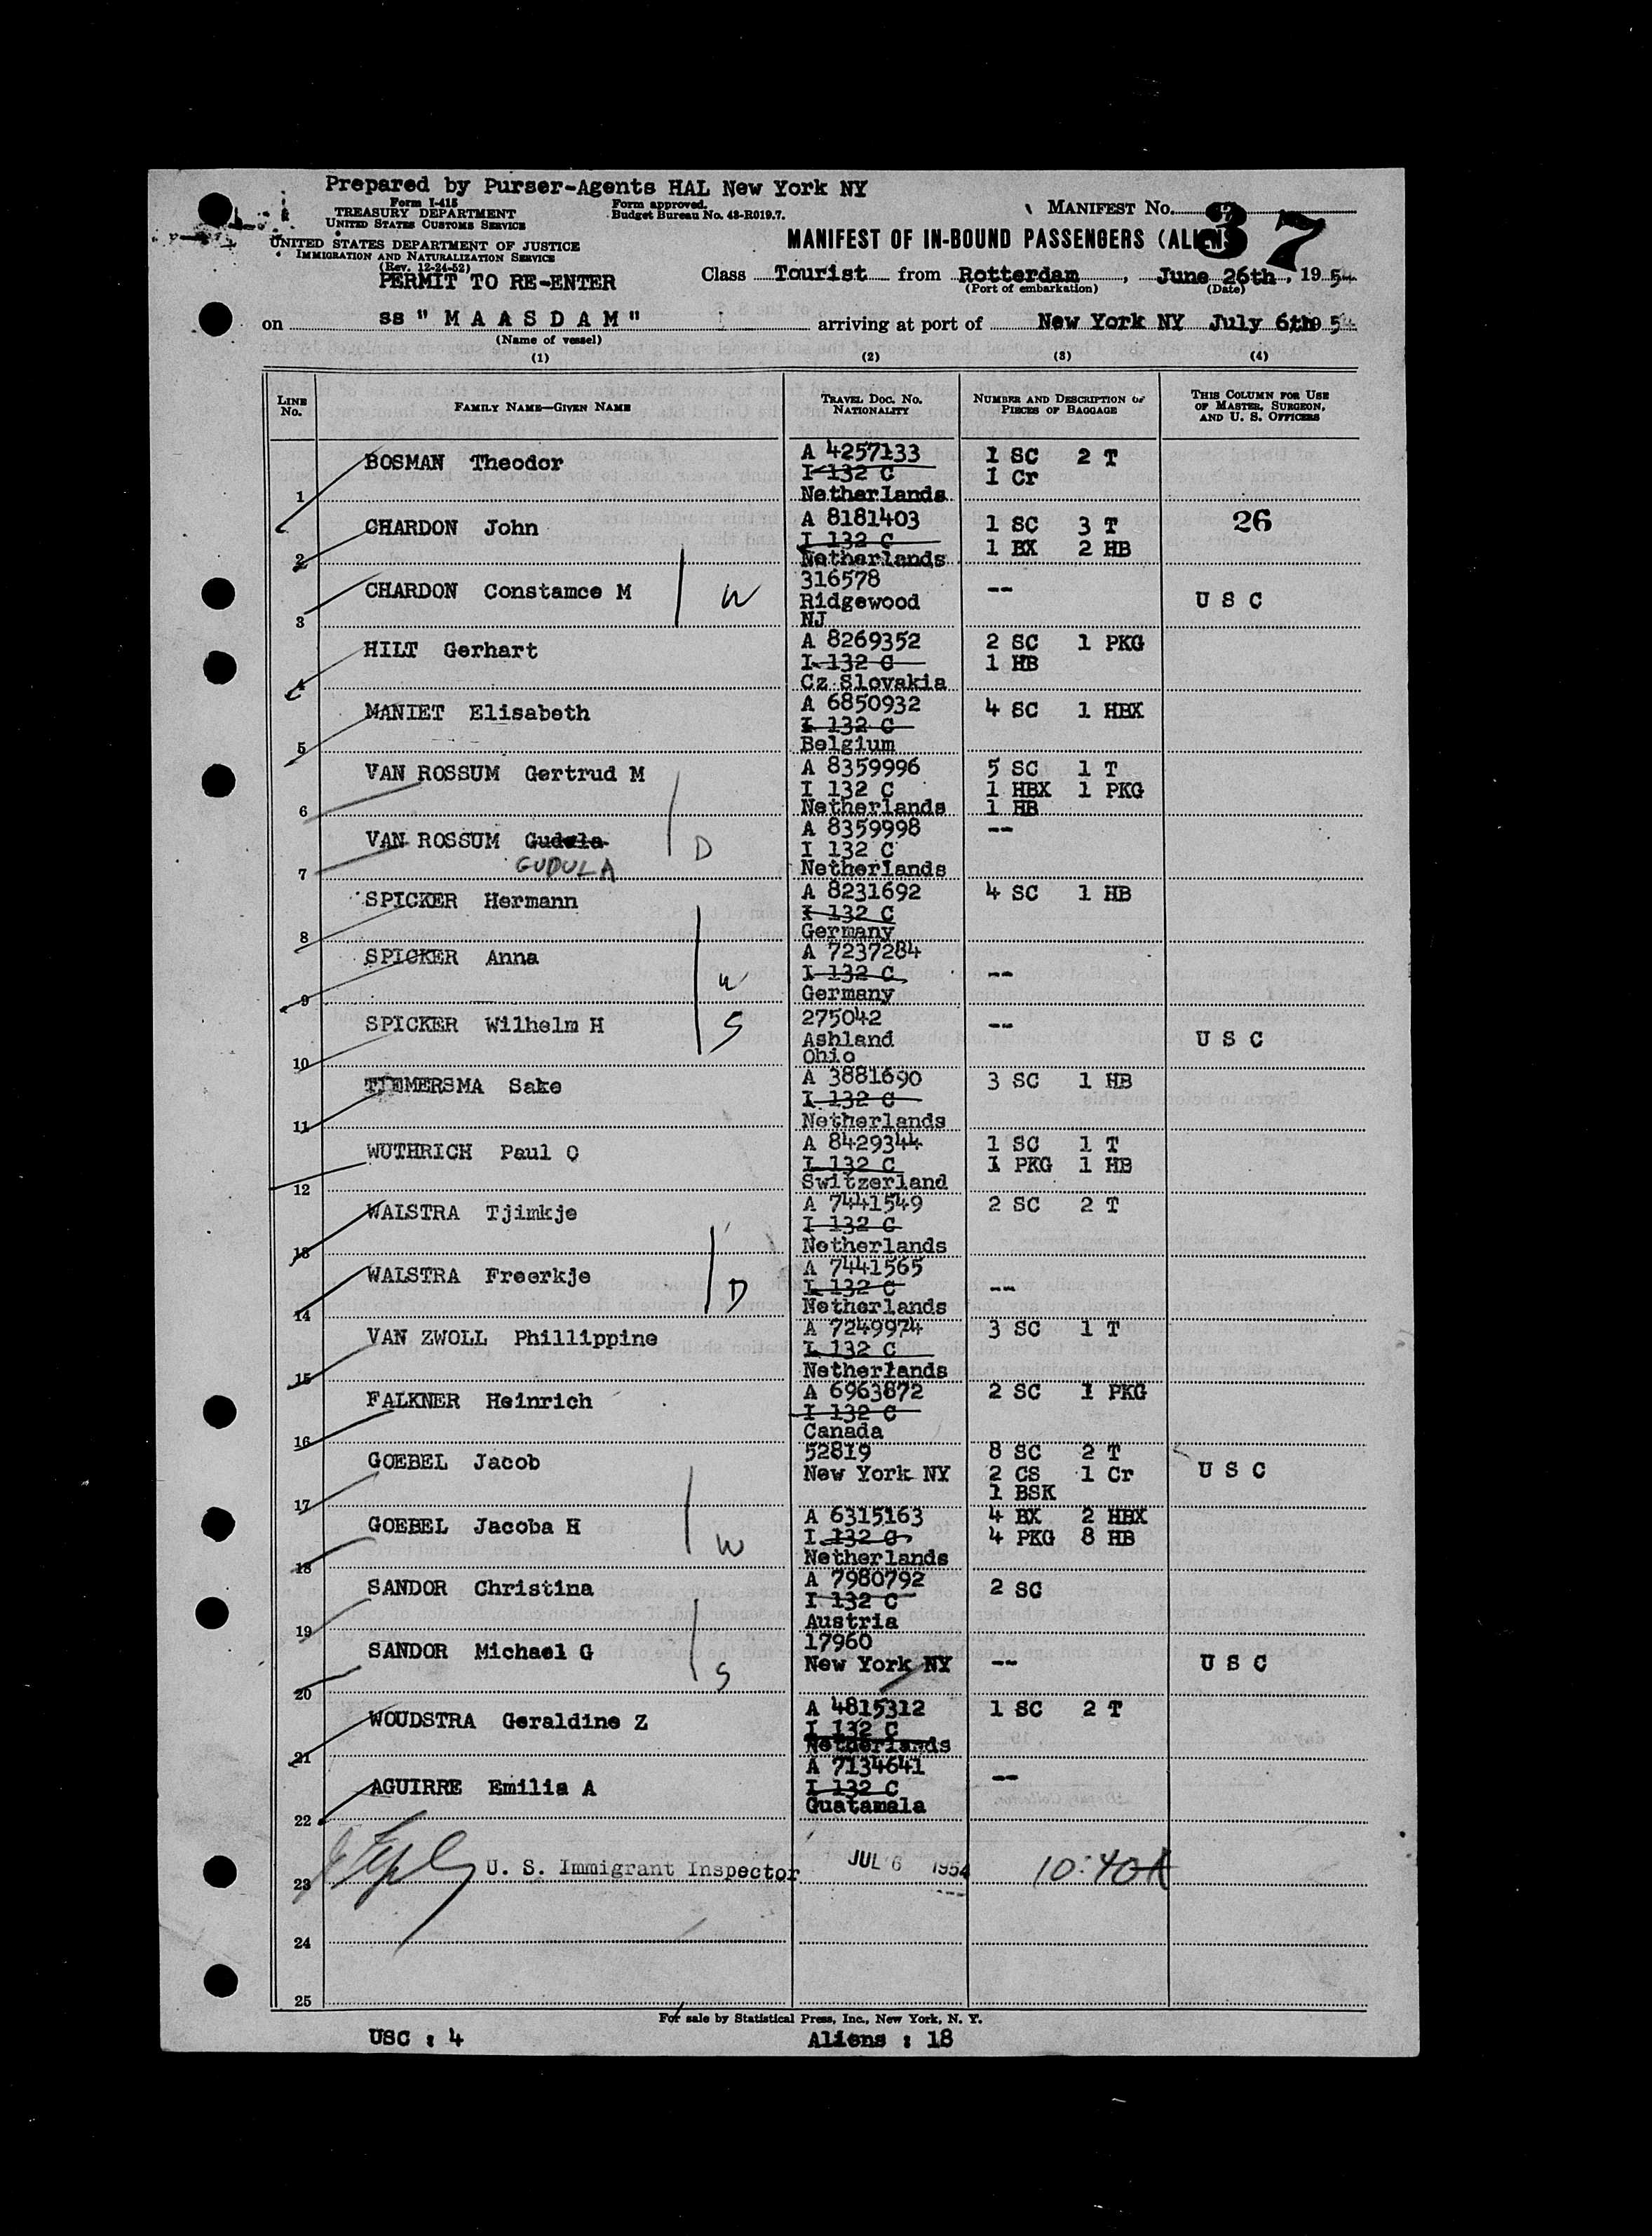 Prepared by Purser-Agents HAL New York NY
Form I-415
TREASURY DEPARTMENT
UNITED STATES CUSTOMS SERVICE
Form approved.
Budget Bureau No. 43-R019.7.
MANIFEST No. 37
UNITED STATES DEPARTMENT OF JUSTICE
IMMIGRATION AND NATURALIZATION SERVICE
(Rev. 12-24-52)
PERMIT TO RE-ENTER
MANIFEST OF IN-BOUND PASSENGERS (ALIENS
37
Class Tourist from Rotterdam, June 26th, 1954
(Port of embarkation) (Date)
on ss " M A A S D A M " arriving at port of New York NY July 6th 1954
(Name of vessel)
(1) (2) (3) (4)
LINE No. FAMILY NAME—GIVEN NAME TRAVEL DOC. No. NATIONALITY NUMBER AND DESCRIPTION OF PIECES OF BAGGAGE THIS COLUMN FOR USE OF MASTER, SURGEON, AND U. S. OFFICERS
1 BOSMAN Theodor A 4257133 I 132 C Netherlands 1 SC 2 T 1 Cr
2 CHARDON John A 8181403 I 132 C Netherlands 1 SC 3 T 1 BX 2 HB 26
3 CHARDON Constamce M W 316578 Ridgewood NJ -- U S C
4 HILT Gerhart A 8269352 I 132 C Cz Slovakia 2 SC 1 PKG 1 HB
5 MANIET Elisabeth A 6850932 I 132 C Belgium 4 SC 1 HBX
6 VAN ROSSUM Gertrud M A 8359996 I 132 C Netherlands 5 SC 1 T 1 HBX 1 PKG 1 HB
7 VAN ROSSUM GUDULA D A 8359998 I 132 C Netherlands --
8 SPICKER Hermann A 8231692 I 132 C Germany 4 SC 1 HB
9 SPICKER Anna W A 7237284 I 132 C Germany --
10 SPICKER Wilhelm H S 275042 Ashland Ohio -- U S C
11 TIEMERSMA Sake A 3881690 I 132 C Netherlands 3 SC 1 HB
12 WUTHRICH Paul O A 8429344 I 132 C Switzerland 1 SC 1 T 1 PKG 1 HB
13 WALSTRA Tjimkje A 7441549 I 132 C Netherlands 2 SC 2 T
14 WALSTRA Freerkje D A 7441565 I 132 C Netherlands --
15 VAN ZWOLL Phillippine A 7249974 I 132 C Netherlands 3 SC 1 T
16 FALKNER Heinrich A 6963872 I 132 C Canada 2 SC 1 PKG
17 GOEBEL Jacob 52819 New York NY 8 SC 2 T 2 CS 1 Cr 1 BSK U S C
18 GOEBEL Jacoba H W A 6315163 I 132 C Netherlands 4 BX 2 HBX 4 PKG 8 HB
19 SANDOR Christina A 7980792 I 132 C Austria 2 SC
20 SANDOR Michael G S 17960 New York NY -- U S C
21 WOUDSTRA Geraldine Z A 4815312 I 132 C Netherlands 1 SC 2 T
22 AGUIRRE Emilia A A 7134641 I 132 C Guatamala --
23 U. S. Immigrant Inspector JUL 6 1954 10:40A
24
25
For sale by Statistical Press, Inc., New York, N. Y.
USC : 4 Aliens : 18